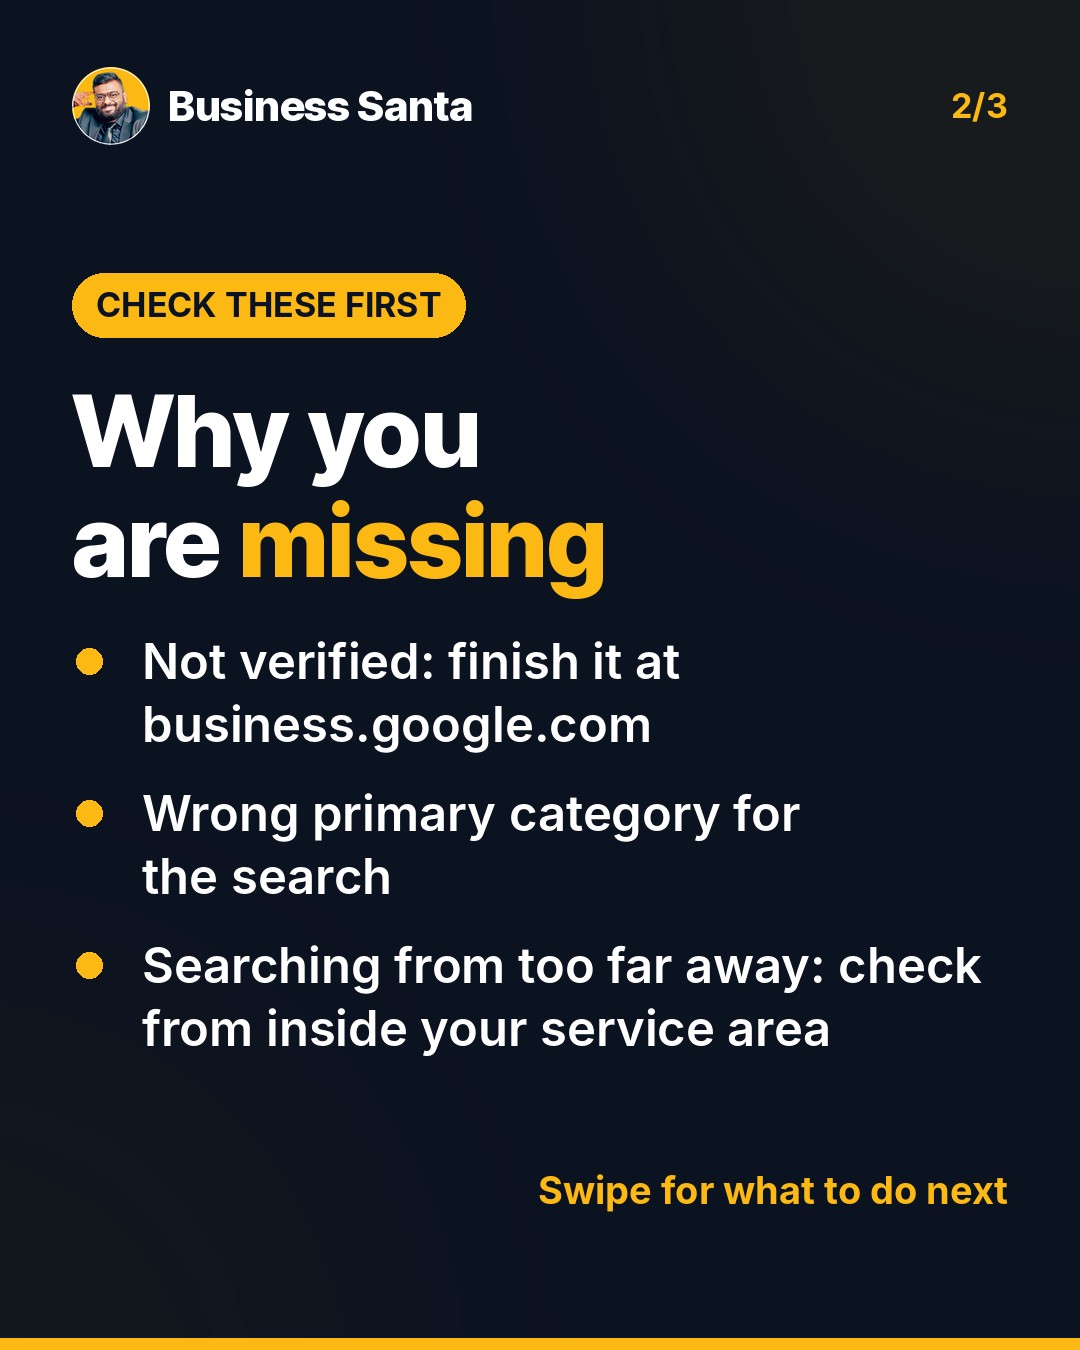 Business Santa
2/3
CHECK THESE FIRST
Why you
are missing
Not verified: finish it at
business.google.com
Wrong primary category for
the search
Searching from too far away: check
from inside your service area
Swipe for what to do next